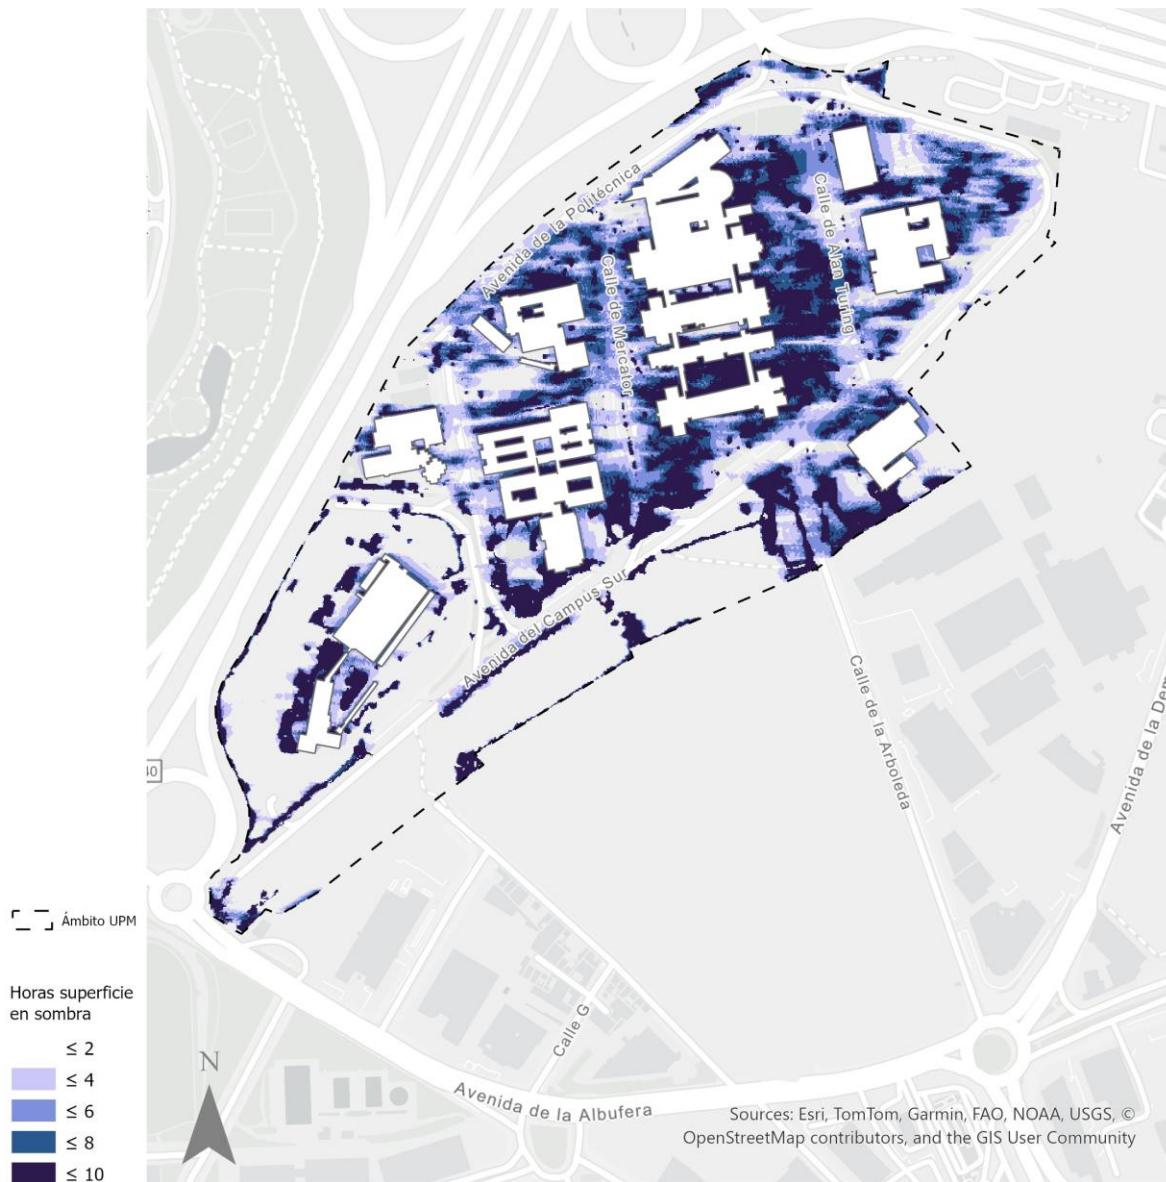 Avenida de la Politécnica
Calle de Mercator
Calle de Alan Turing
Avenida del Campus Sur
Calle de la Arboleda
Avenida de la Dem
30
Ámbito UPM
Horas superficie
en sombra
≤ 2
≤ 4
≤ 6
≤ 8
≤ 10
N
Calle G
Avenida de la Albufera
Sources: Esri, TomTom, Garmin, FAO, NOAA, USGS, ©
OpenStreetMap contributors, and the GIS User Community